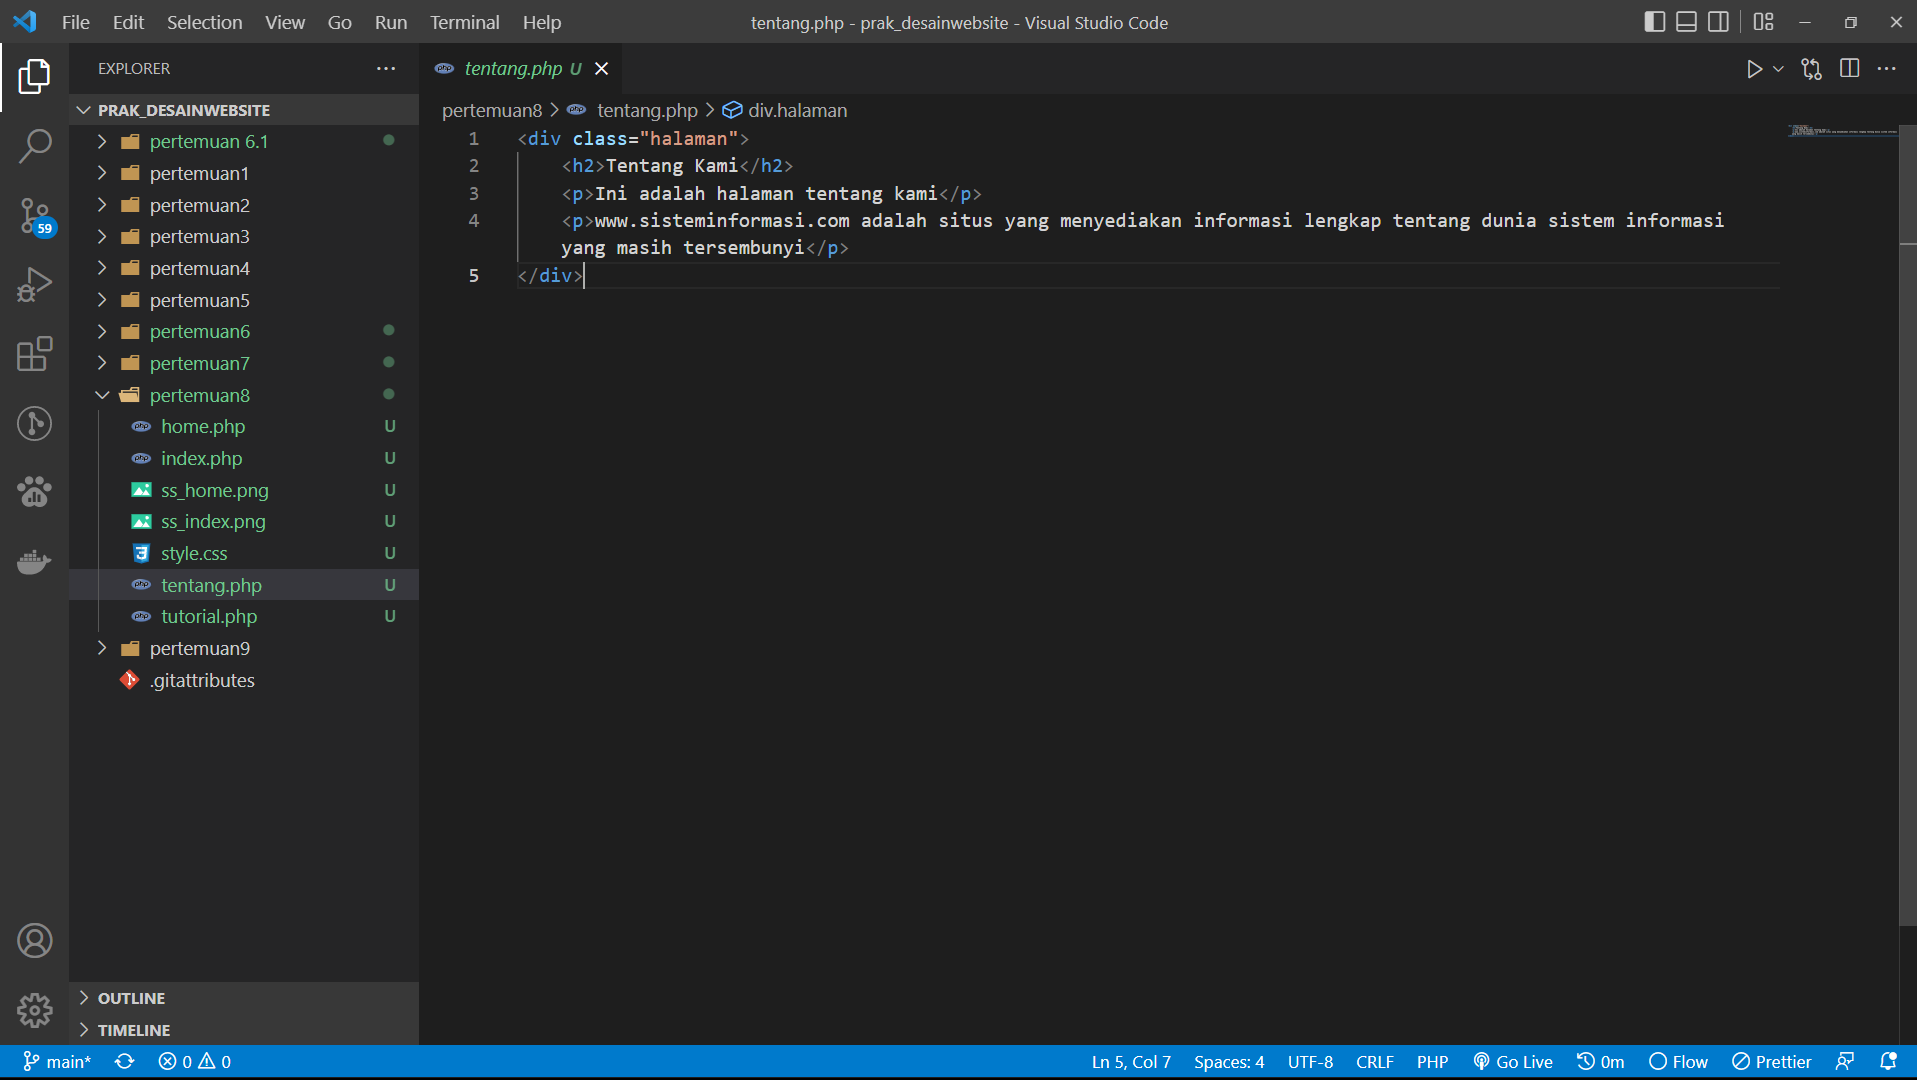 File Edit Selection View Go Run Terminal Help
tentang.php - prak_desainwebsite - Visual Studio Code
EXPLORER
PRAK_DESAINWEBSITE
pertemuan 6.1
pertemuan1
pertemuan2
pertemuan3
pertemuan4
pertemuan5
pertemuan6
pertemuan7
pertemuan8
home.php U
index.php U
ss_home.png U
ss_index.png U
style.css U
tentang.php U
tutorial.php U
pertemuan9
.gitattributes
OUTLINE
TIMELINE
59
tentang.php U
pertemuan8 > tentang.php > div.halaman
1 <div class="halaman">
2 <h2>Tentang Kami</h2>
3 <p>Ini adalah halaman tentang kami</p>
4 <p>www.sisteminformasi.com adalah situs yang menyediakan informasi lengkap tentang dunia sistem informasi
yang masih tersembunyi</p>
5 </div>
main* 0 0 Ln 5, Col 7 Spaces: 4 UTF-8 CRLF PHP Go Live 0m Flow Prettier